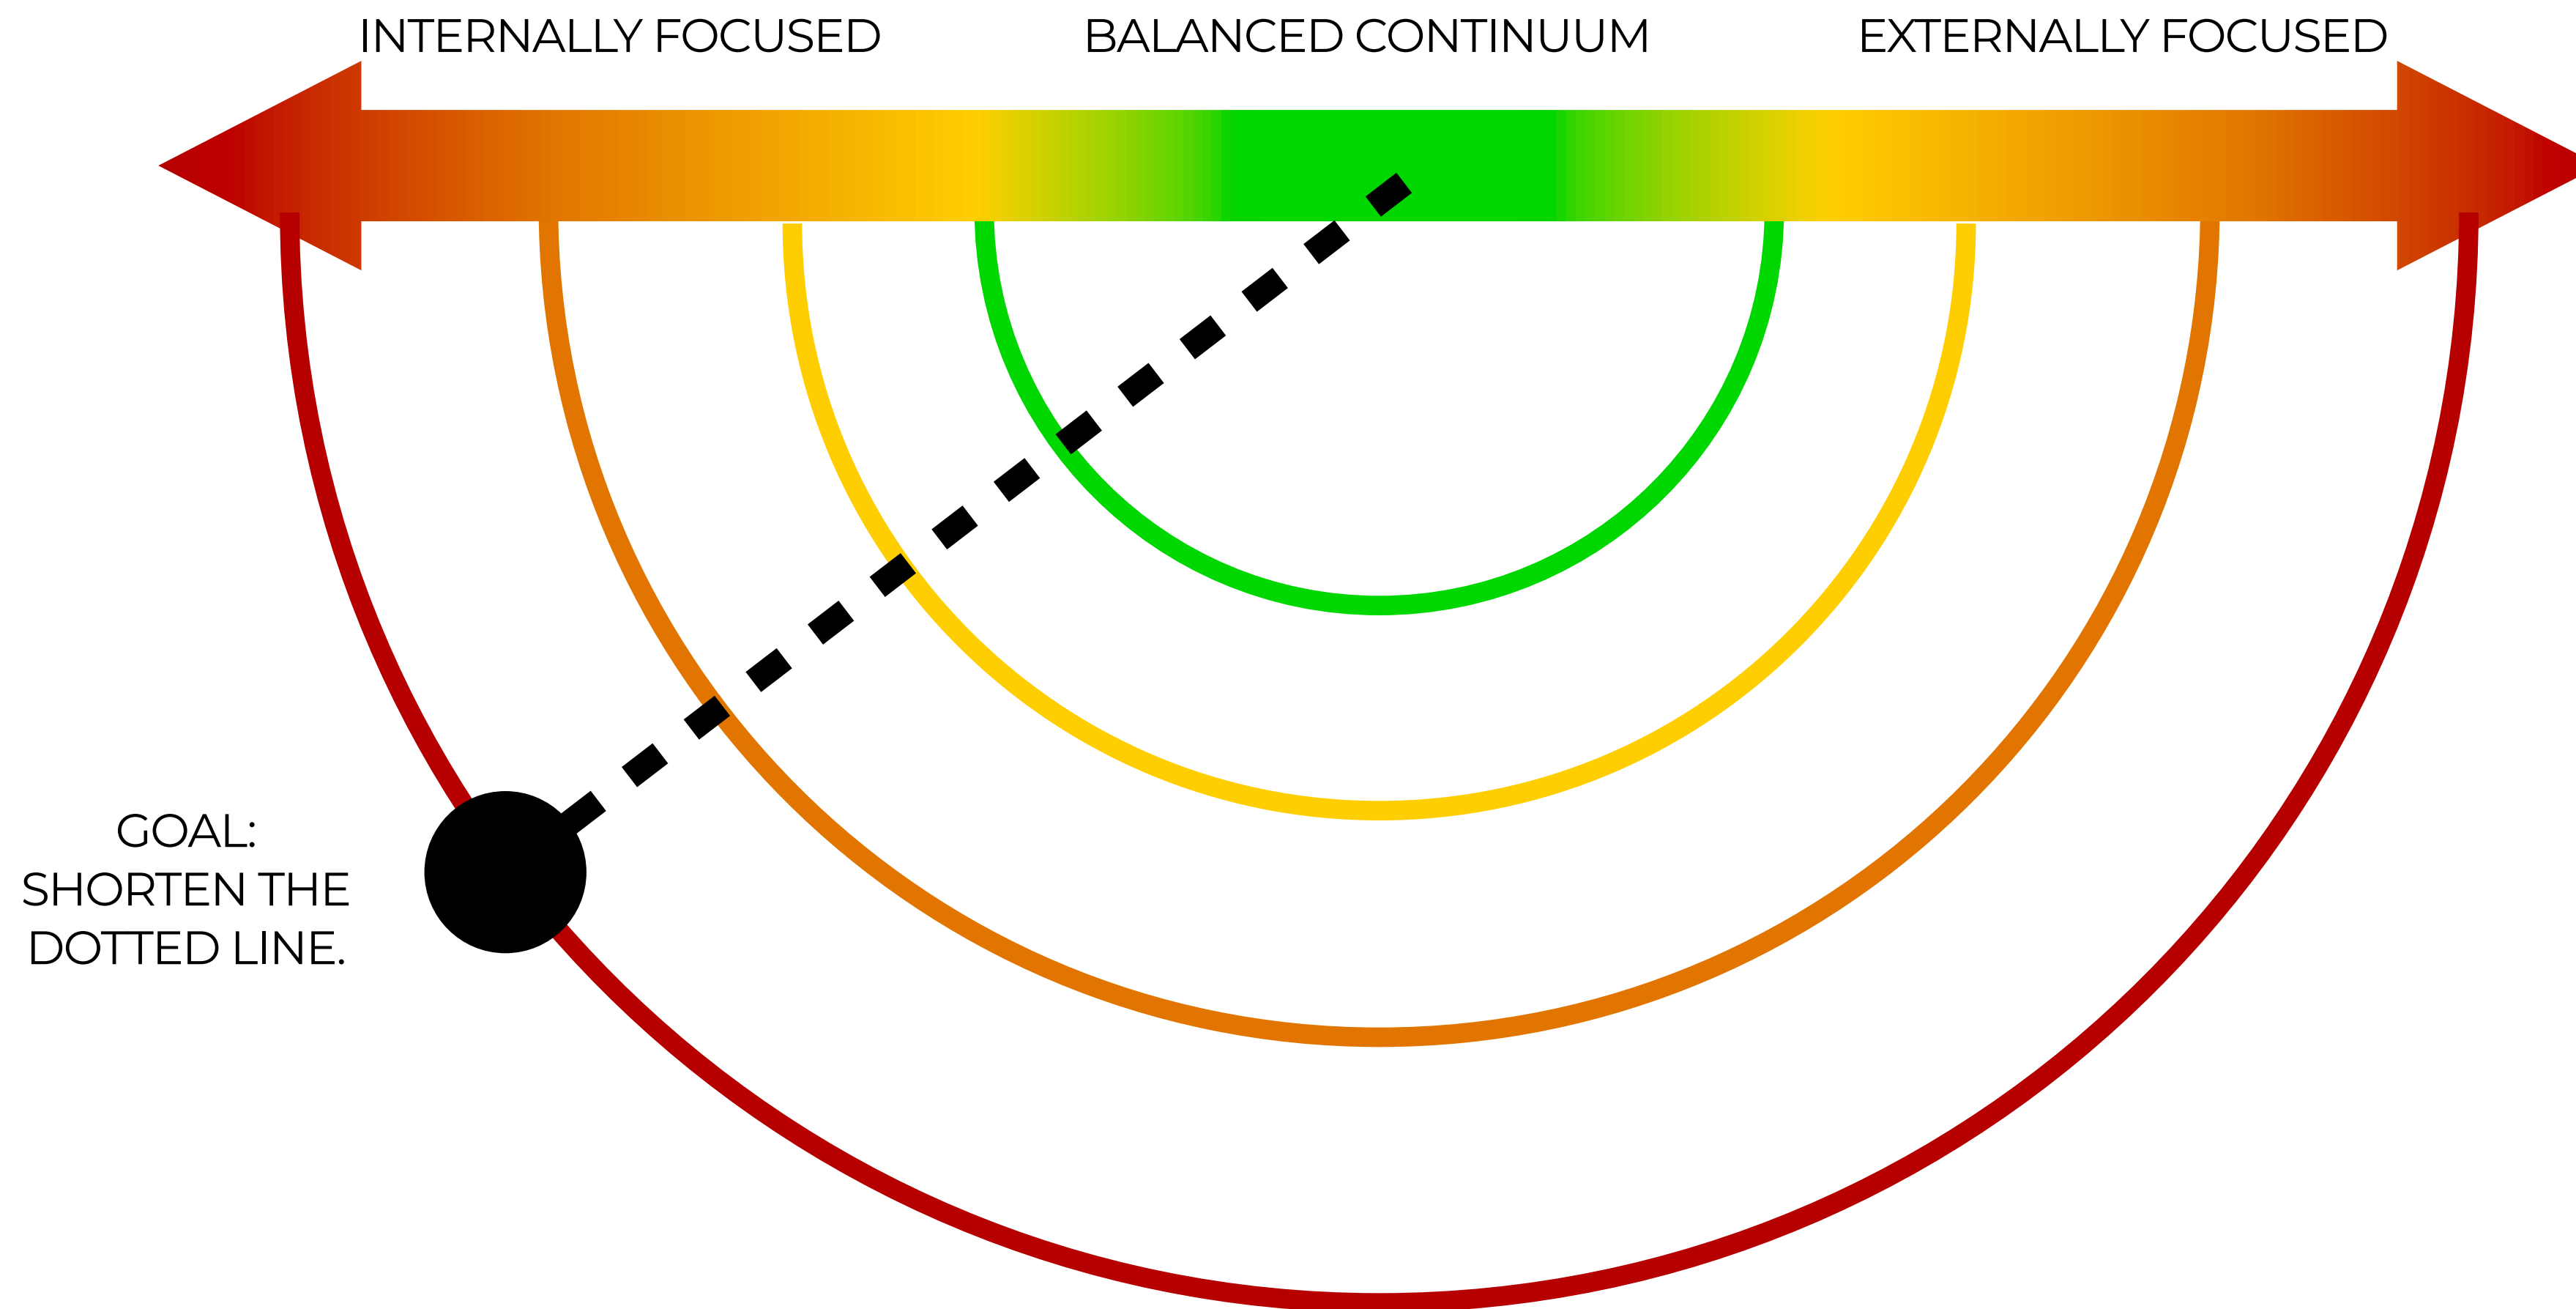 INTERNALLY FOCUSED
BALANCED CONTINUUM
EXTERNALLY FOCUSED
GOAL:
SHORTEN THE
DOTTED LINE.